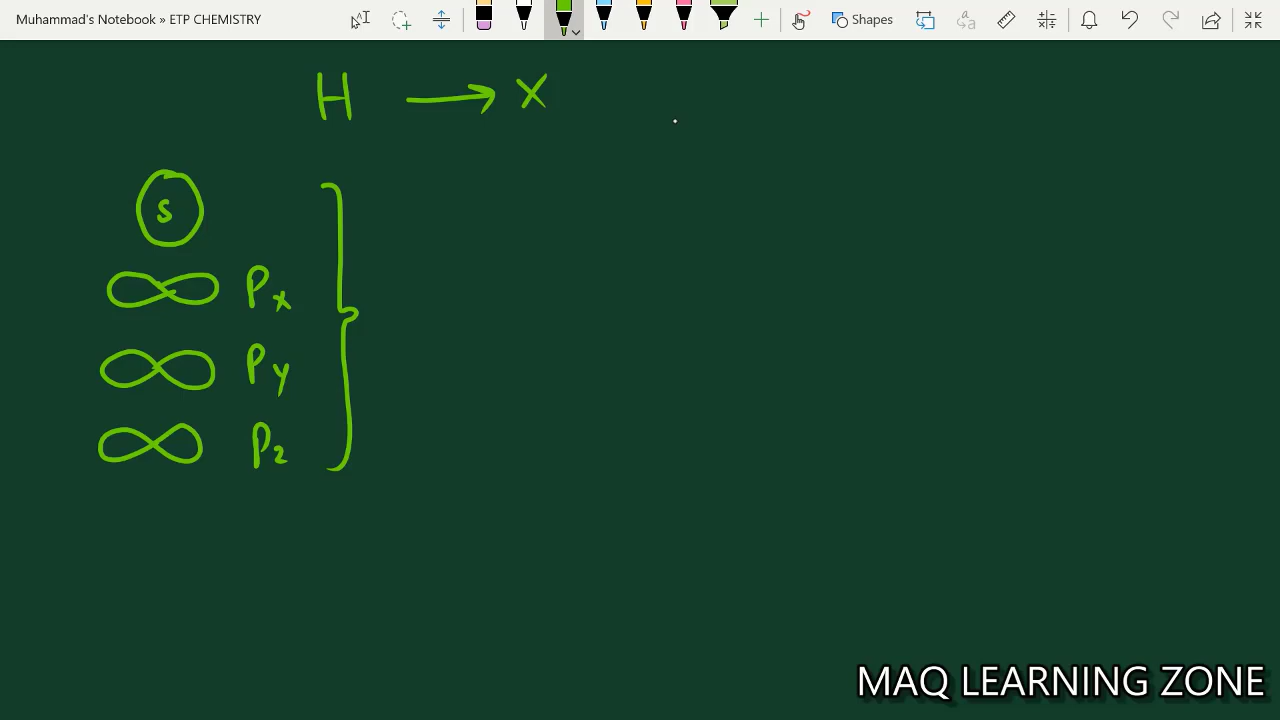 Muhammad's Notebook » ETP CHEMISTRY
Shapes
H → X
s
Px
Py
Pz
MAQ LEARNING ZONE